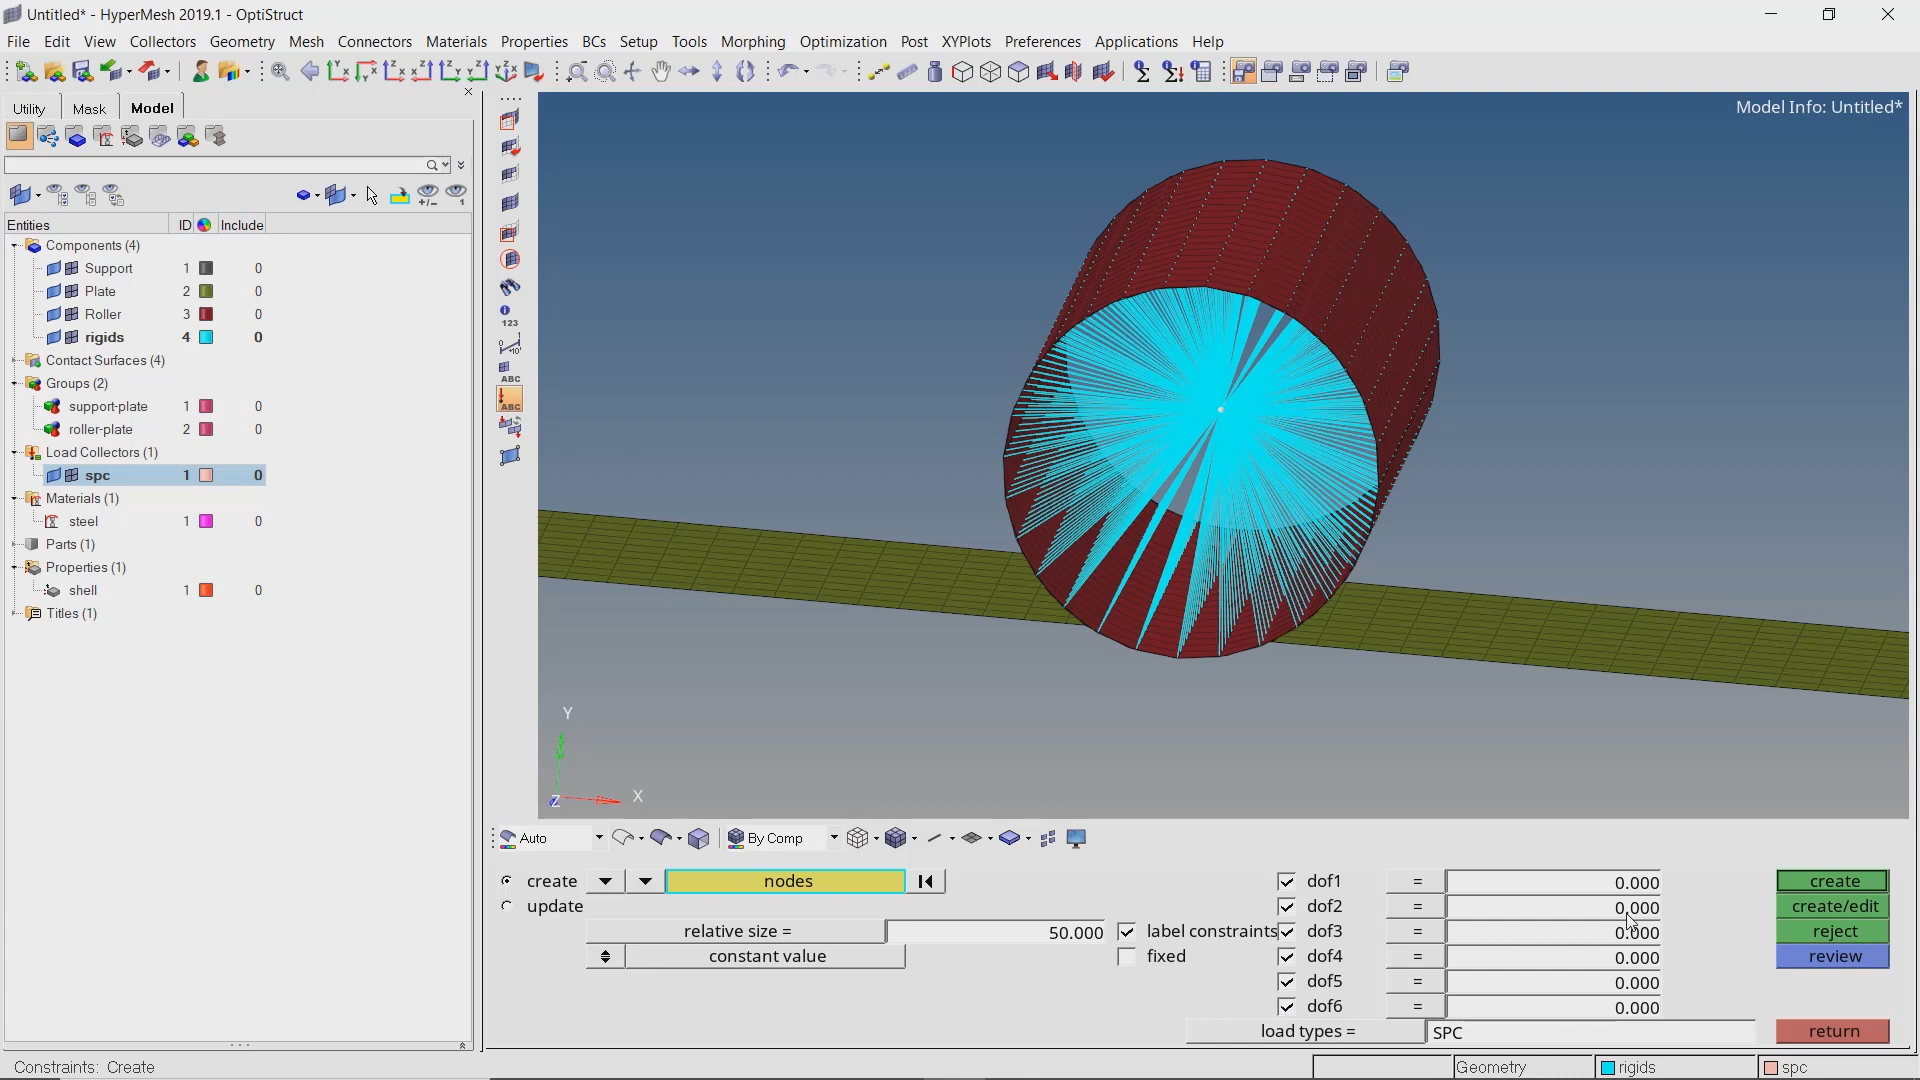 Untitled* - HyperMesh 2019.1 - OptiStruct
File Edit View Collectors Geometry Mesh Connectors Materials Properties BCs Setup Tools Morphing Optimization Post XYPlots Preferences Applications Help
Utility Mask Model
Model Info: Untitled*
Entities ID Include
Components (4)
Support 1 0
Plate 2 0
Roller 3 0
rigids 4 0
Contact Surfaces (4)
Groups (2)
support-plate 1 0
roller-plate 2 0
Load Collectors (1)
spc 1 0
Materials (1)
steel 1 0
Parts (1)
Properties (1)
shell 1 0
Titles (1)
123
ABC
ABC
Y
X
Z
Auto By Comp
create nodes dof1 = 0.000 create
update dof2 = 0.000 create/edit
relative size = 50.000 label constraints dof3 = 0.000 reject
constant value fixed dof4 = 0.000 review
dof5 = 0.000
dof6 = 0.000
load types = SPC return
Constraints: Create Geometry rigids spc